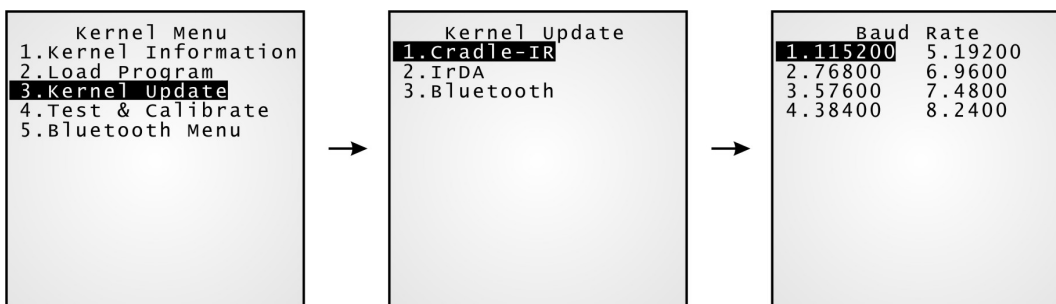 Kernel Menu
1.Kernel Information
2.Load Program
3.Kernel Update
4.Test & Calibrate
5.Bluetooth Menu
Kernel Update
1.Cradle-IR
2.IrDA
3.Bluetooth
Baud Rate
1.115200 5.19200
2.76800 6.9600
3.57600 7.4800
4.38400 8.2400